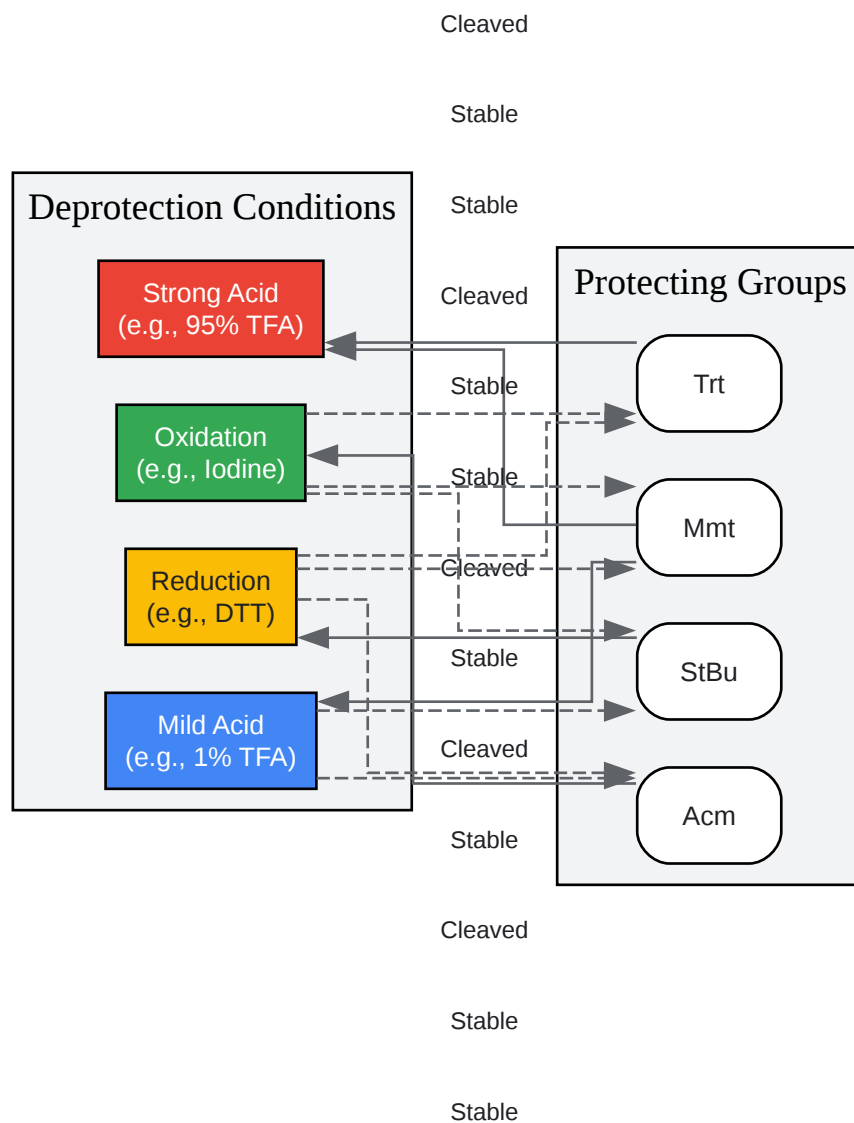 Cleaved
Stable
Stable
Cleaved
Stable
Stable
Cleaved
Stable
Cleaved
Stable
Cleaved
Stable
Stable
Deprotection Conditions
Strong Acid
(e.g., 95% TFA)
Oxidation
(e.g., Iodine)
Reduction
(e.g., DTT)
Mild Acid
(e.g., 1% TFA)
Protecting Groups
Trt
Mmt
StBu
Acm